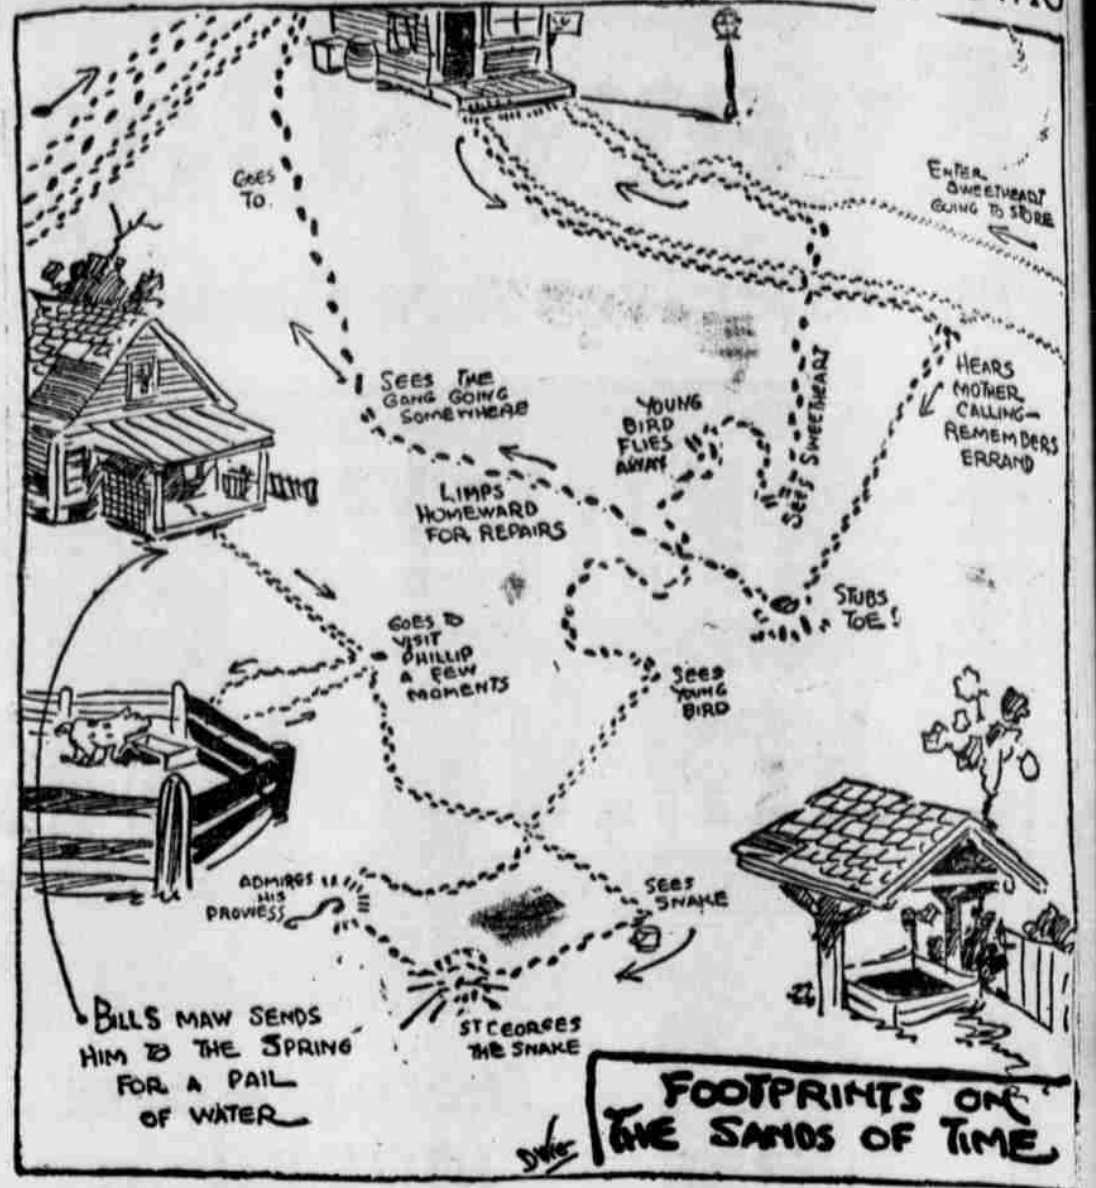 GOES
TO
ENTER
SWEETHEART
GOING TO STORE
SEES THE
GANG GOING
SOMEWHERE
YOUNG
BIRD
FLIES
AWAY
SEES SWEETHEART
HEARS
MOTHER
CALLING-
REMEMBERS
ERRAND
LIMPS
HOMEWARD
FOR REPAIRS
STUBS
TOE!
GOES TO
VISIT
PHILLIP
A FEW
MOMENTS
SEES
YOUNG
BIRD
ADMIRES
HIS
PROWESS
SEES
SNAKE
ST GEORGES
THE SNAKE
BILLS MAW SENDS
HIM TO THE SPRING
FOR A PAIL
OF WATER
FOOTPRINTS ON
THE SANDS OF TIME